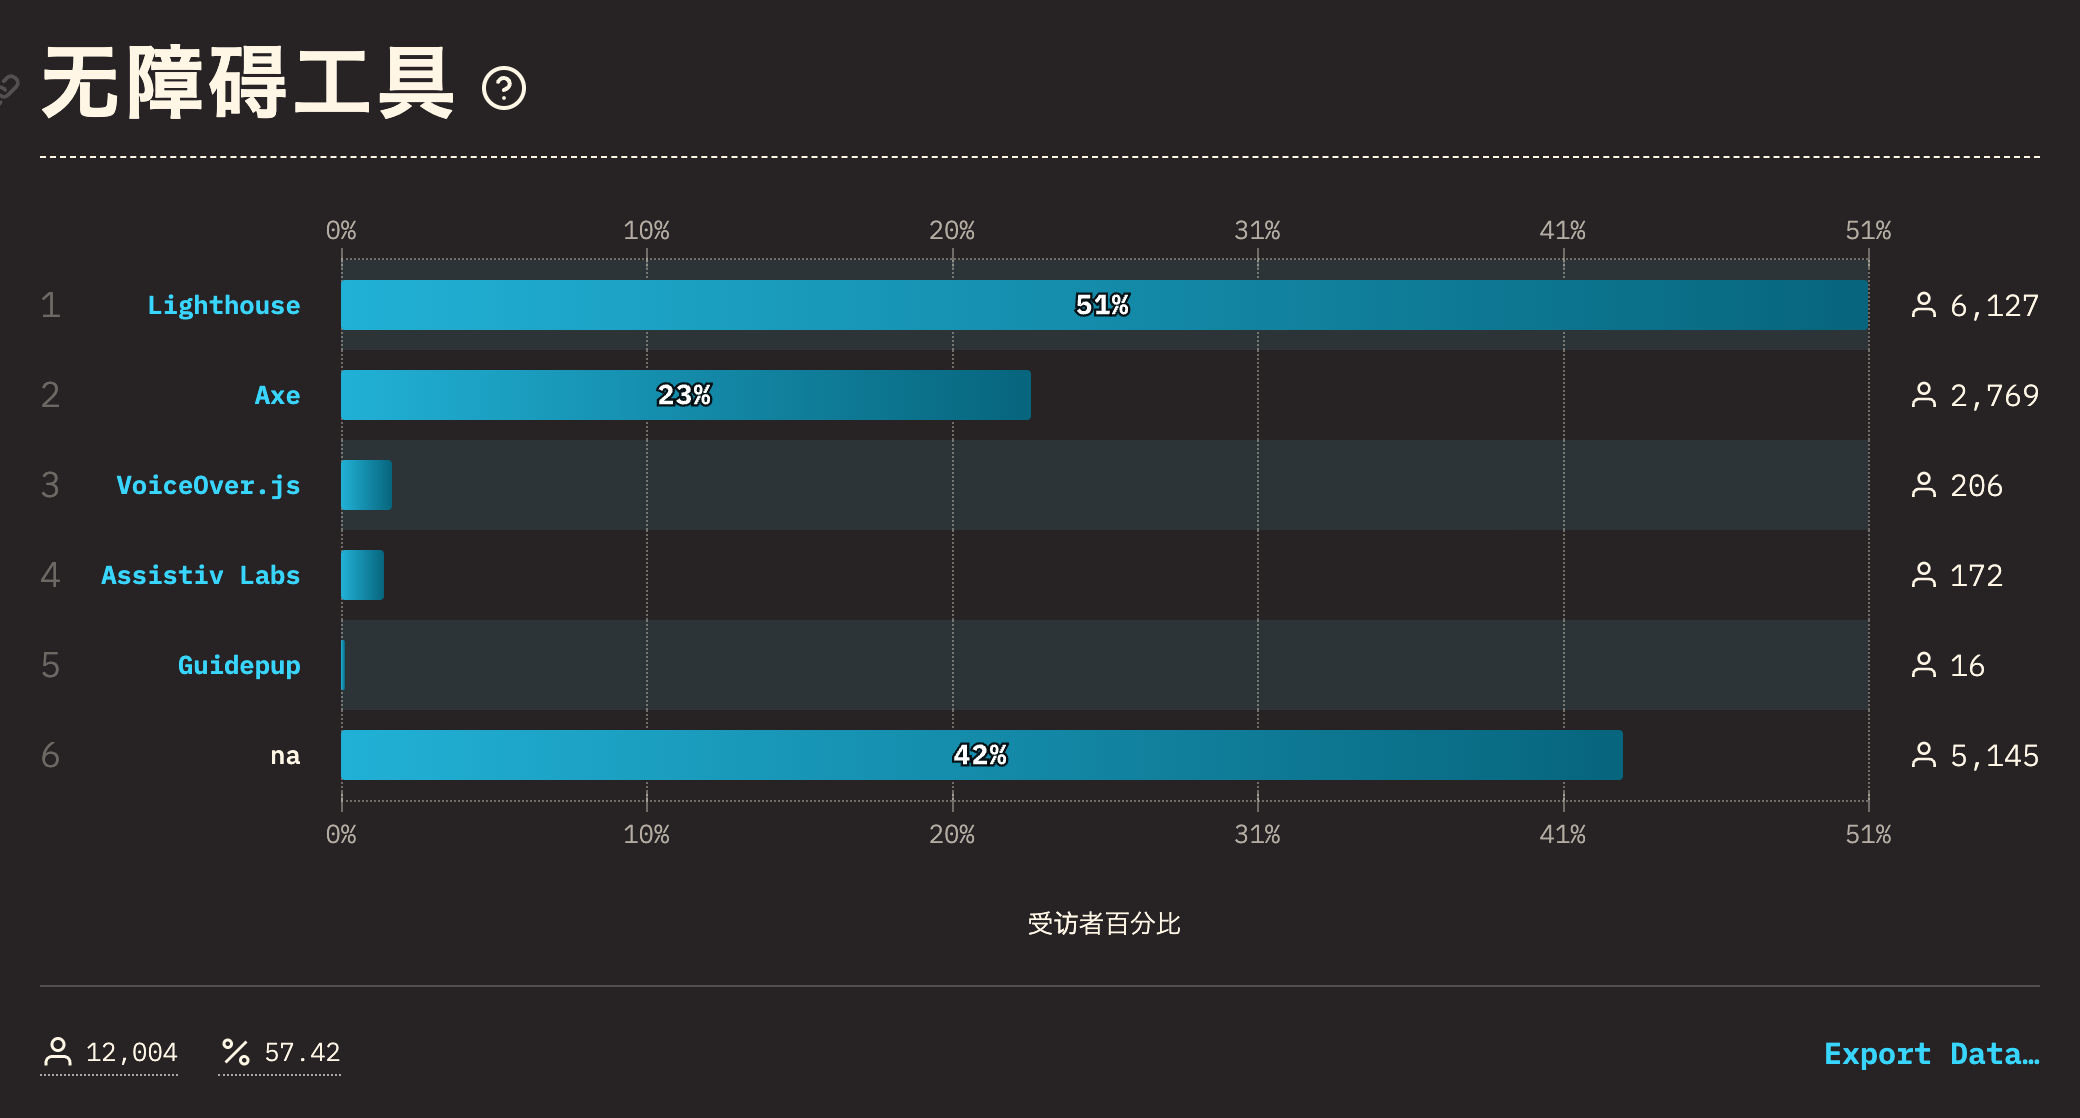 无障碍工具
0% 10% 20% 31% 41% 51%
1 Lighthouse 51% 6,127
2 Axe 23% 2,769
3 VoiceOver.js 206
4 Assistiv Labs 172
5 Guidepup 16
6 na 42% 5,145
0% 10% 20% 31% 41% 51%
受访者百分比
12,004 % 57.42 Export Data…